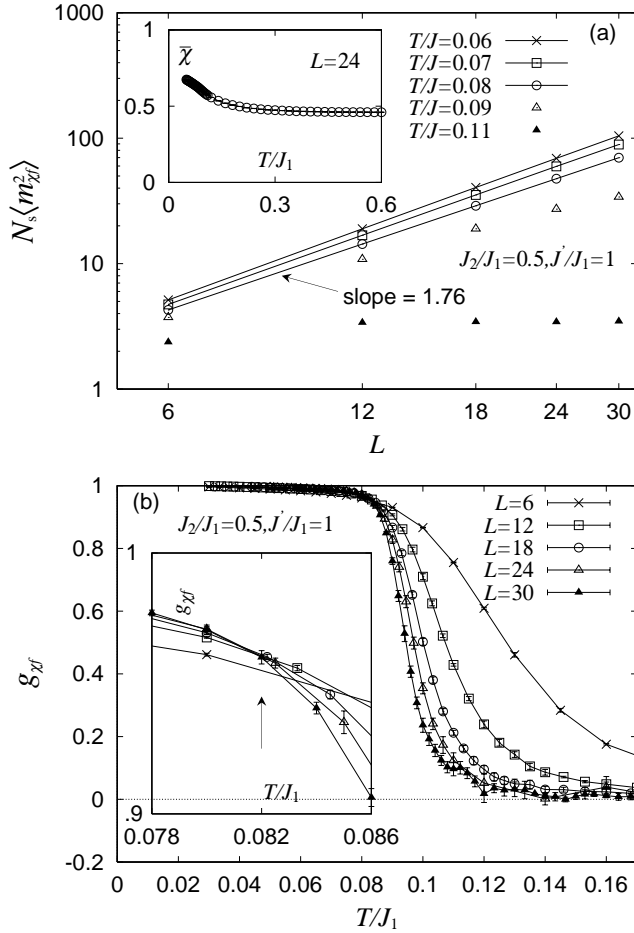 1000
100
10
1
N_s⟨m²_χf⟩
(a)
T/J=0.06
T/J=0.07
T/J=0.08
T/J=0.09
T/J=0.11
1
0.5
0
χ̄
L=24
T/J₁
0
0.3
0.6
J₂/J₁=0.5,J'/J₁=1
slope = 1.76
6
12
18
24
30
L
(b)
J₂/J₁=0.5,J'/J₁=1
L=6
L=12
L=18
L=24
L=30
1
0.8
0.6
0.4
0.2
0
-0.2
g_χf
1
.9
g_χf
T/J₁
0.078
0.082
0.086
0
0.02
0.04
0.06
0.08
0.1
0.12
0.14
0.16
T/J₁